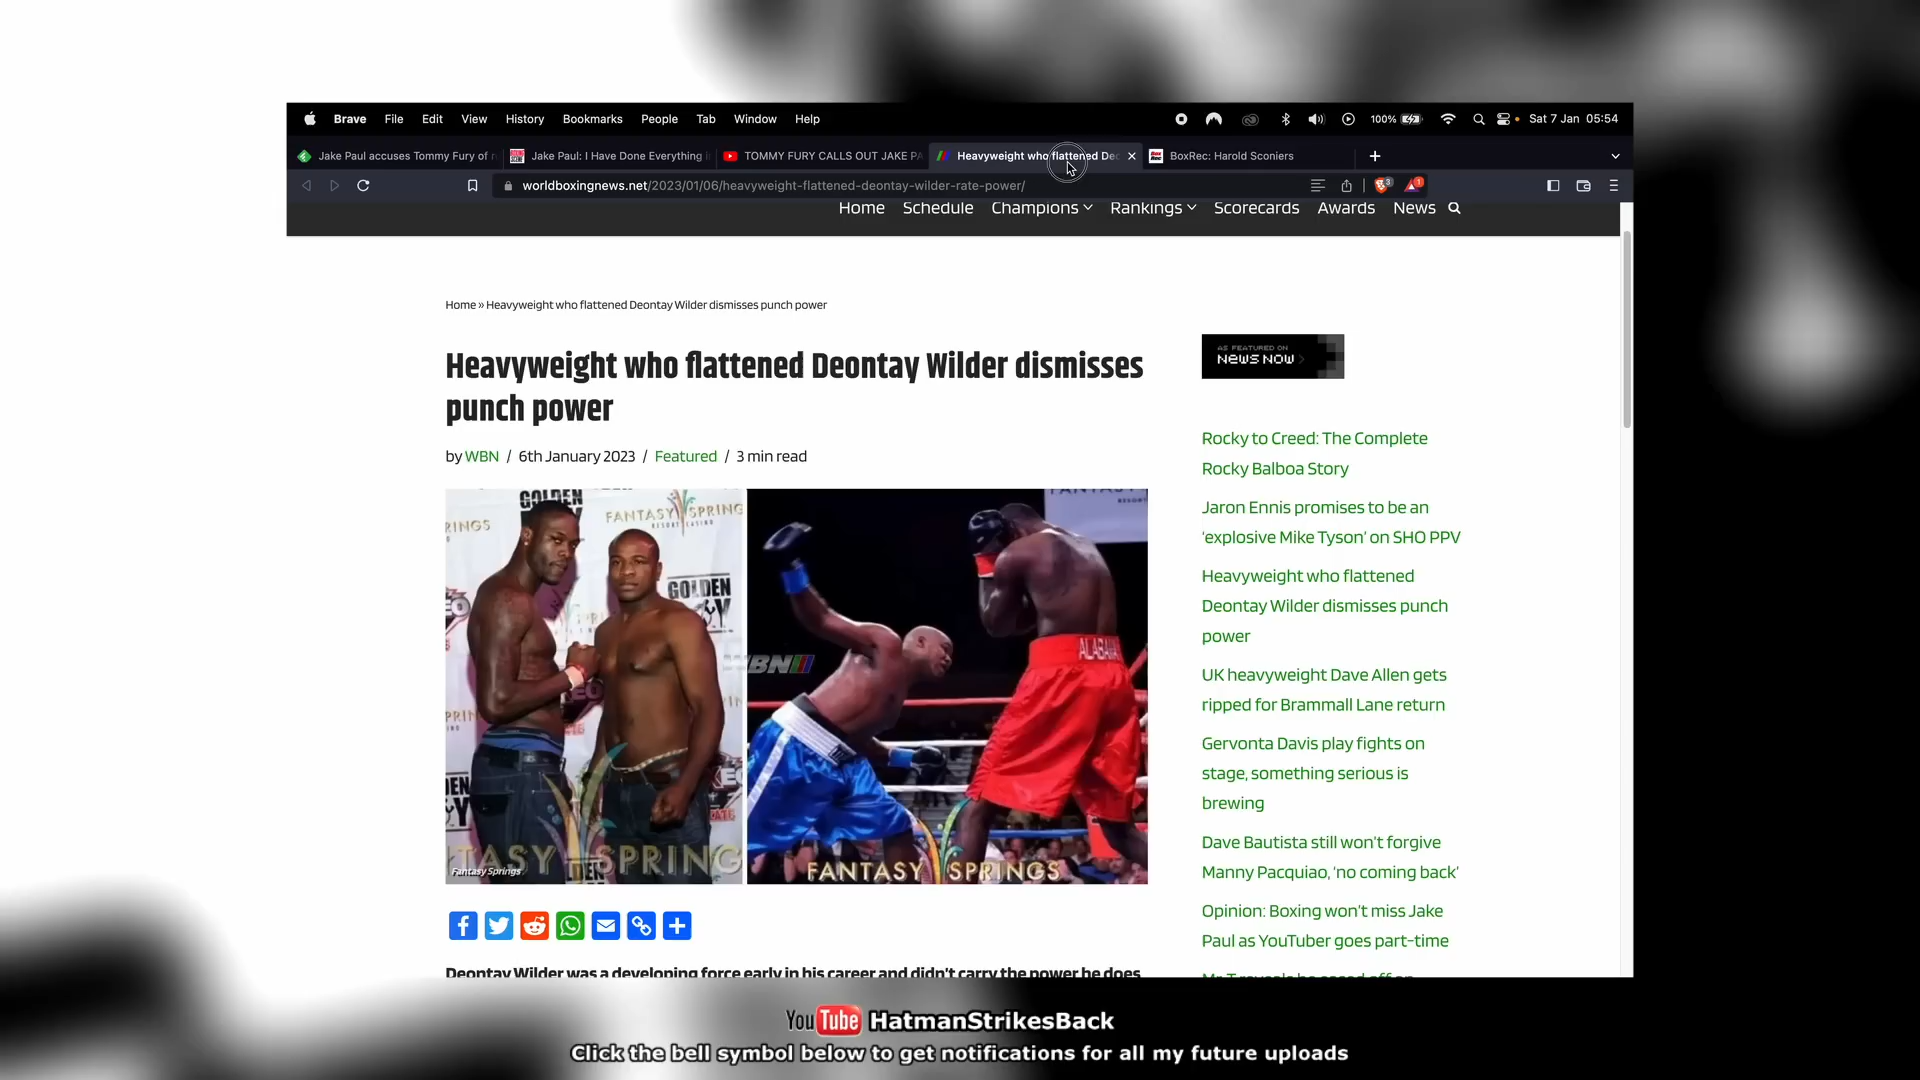 Brave File Edit View History Bookmarks People Tab Window Help 100% Sat 7 Jan 05:54
Jake Paul accuses Tommy Fury of
Jake Paul: I Have Done Everything
TOMMY FURY CALLS OUT JAKE PA
Heavyweight who flattened Dec
BoxRec: Harold Sconiers
worldboxingnews.net/2023/01/06/heavyweight-flattened-deontay-wilder-rate-power/
3
1
Home Schedule Champions Rankings Scorecards Awards News
Home » Heavyweight who flattened Deontay Wilder dismisses punch power
Heavyweight who flattened Deontay Wilder dismisses
punch power
by WBN / 6th January 2023 / Featured / 3 min read
GOLDEN
FANTASY SPRINGS
RESORT CASINO
GOLDEN
ALABAMA
WBN
TASY SPRING
Fantasy Springs
FANTASY SPRINGS
Deontay Wilder was a developing force early in his career and didn't carry the power he does
AS FEATURED ON
NEWS NOW
Rocky to Creed: The Complete
Rocky Balboa Story
Jaron Ennis promises to be an
'explosive Mike Tyson' on SHO PPV
Heavyweight who flattened
Deontay Wilder dismisses punch
power
UK heavyweight Dave Allen gets
ripped for Brammall Lane return
Gervonta Davis play fights on
stage, something serious is
brewing
Dave Bautista still won't forgive
Manny Pacquiao, 'no coming back'
Opinion: Boxing won't miss Jake
Paul as YouTuber goes part-time
YouTube HatmanStrikesBack
Click the bell symbol below to get notifications for all my future uploads